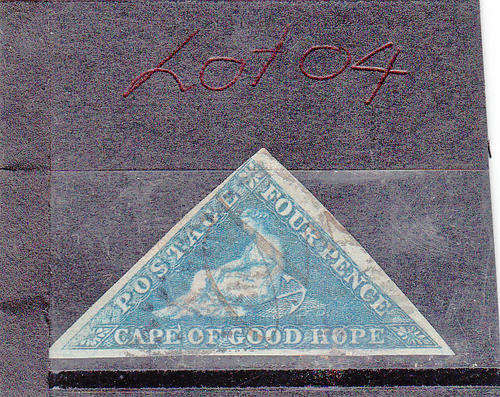 Lot 04
POSTAGE
FOUR PENCE
CAPE OF GOOD HOPE